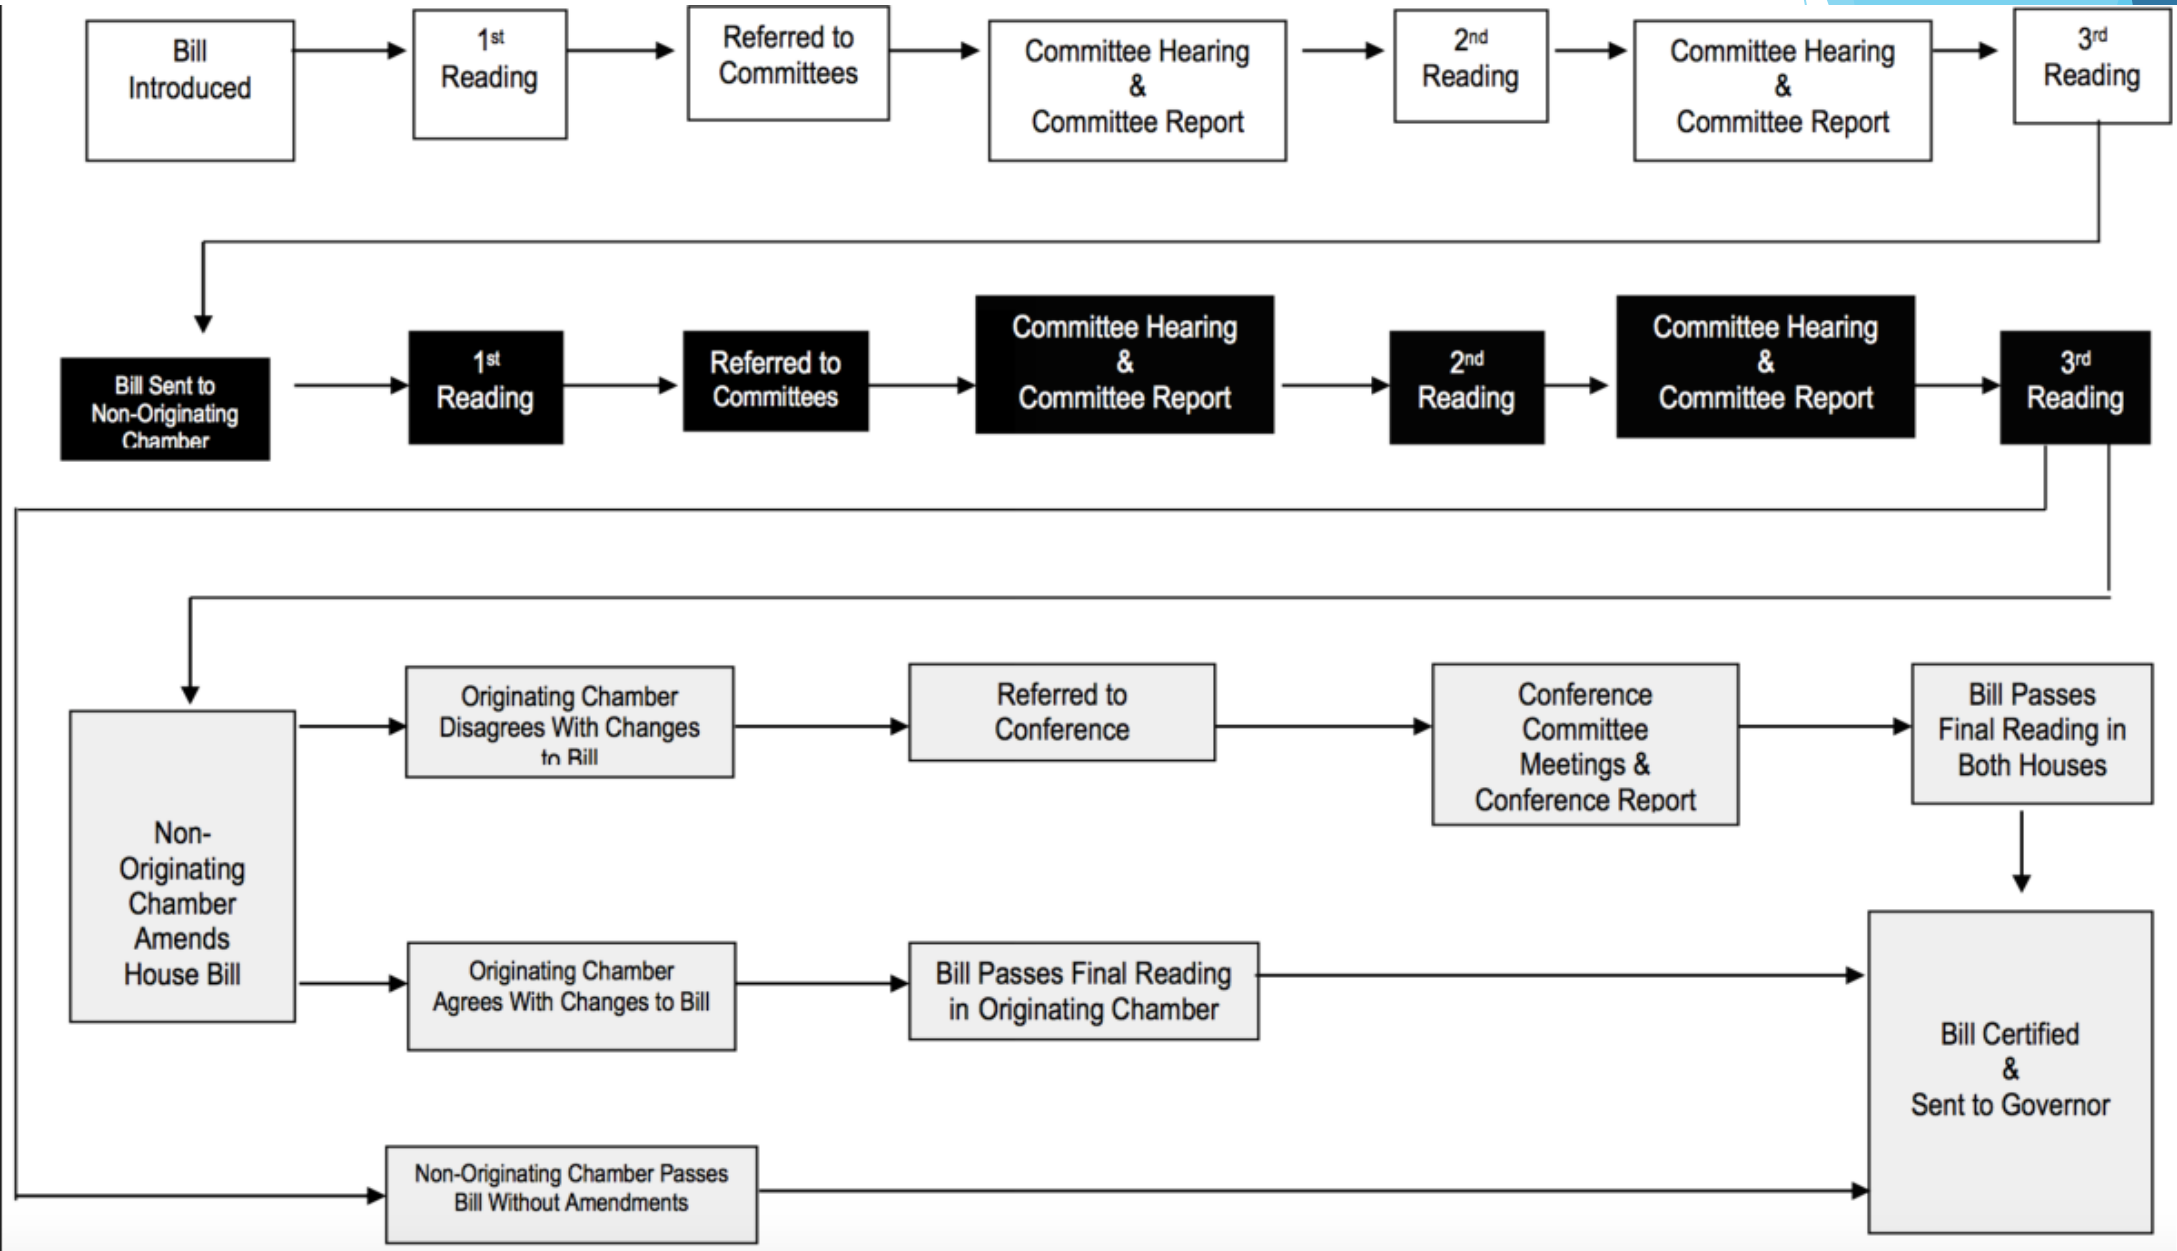 Bill
Introduced
1st
Reading
Referred to
Committees
Committee Hearing
&
Committee Report
2nd
Reading
Committee Hearing
&
Committee Report
3rd
Reading
Bill Sent to
Non-Originating
Chamber
1st
Reading
Referred to
Committees
Committee Hearing
&
Committee Report
2nd
Reading
Committee Hearing
&
Committee Report
3rd
Reading
Non-
Originating
Chamber
Amends
House Bill
Originating Chamber
Disagrees With Changes
to Bill
Referred to
Conference
Conference
Committee
Meetings &
Conference Report
Bill Passes
Final Reading in
Both Houses
Originating Chamber
Agrees With Changes to Bill
Bill Passes Final Reading
in Originating Chamber
Bill Certified
&
Sent to Governor
Non-Originating Chamber Passes
Bill Without Amendments